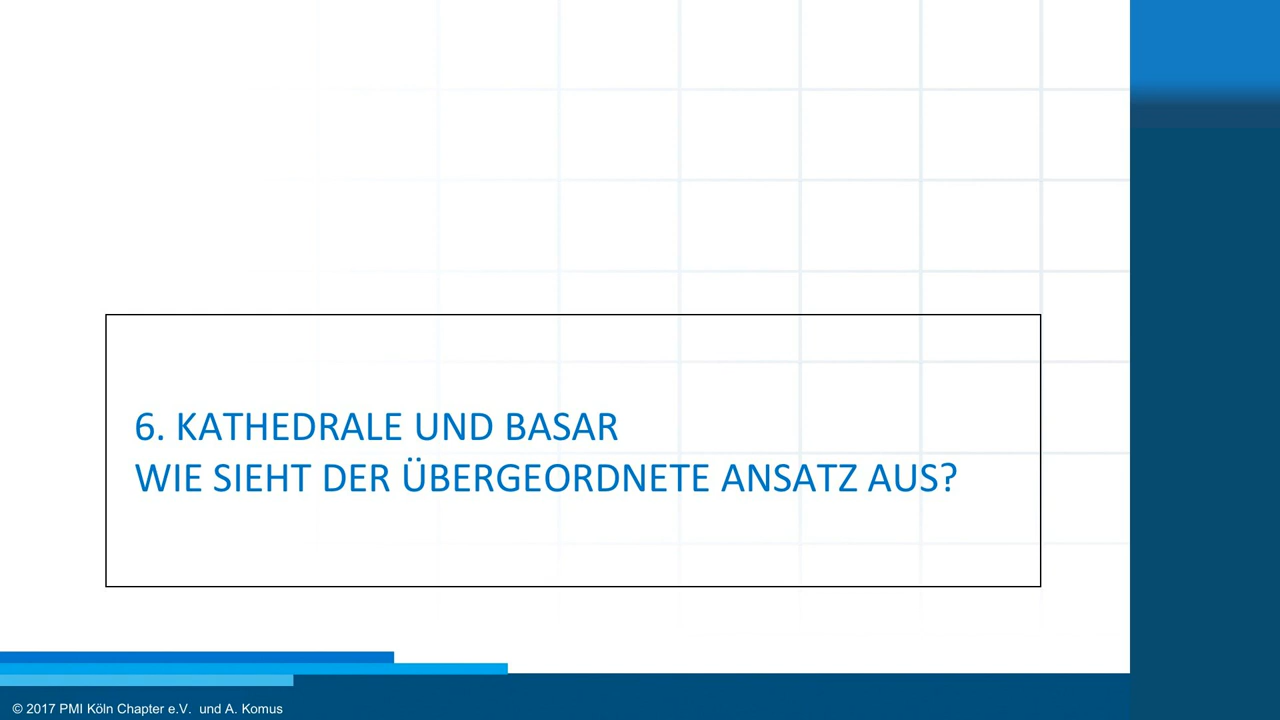 6. KATHEDRALE UND BASAR
WIE SIEHT DER ÜBERGEORDNETE ANSATZ AUS?
© 2017 PMI Köln Chapter e.V. und A. Komus